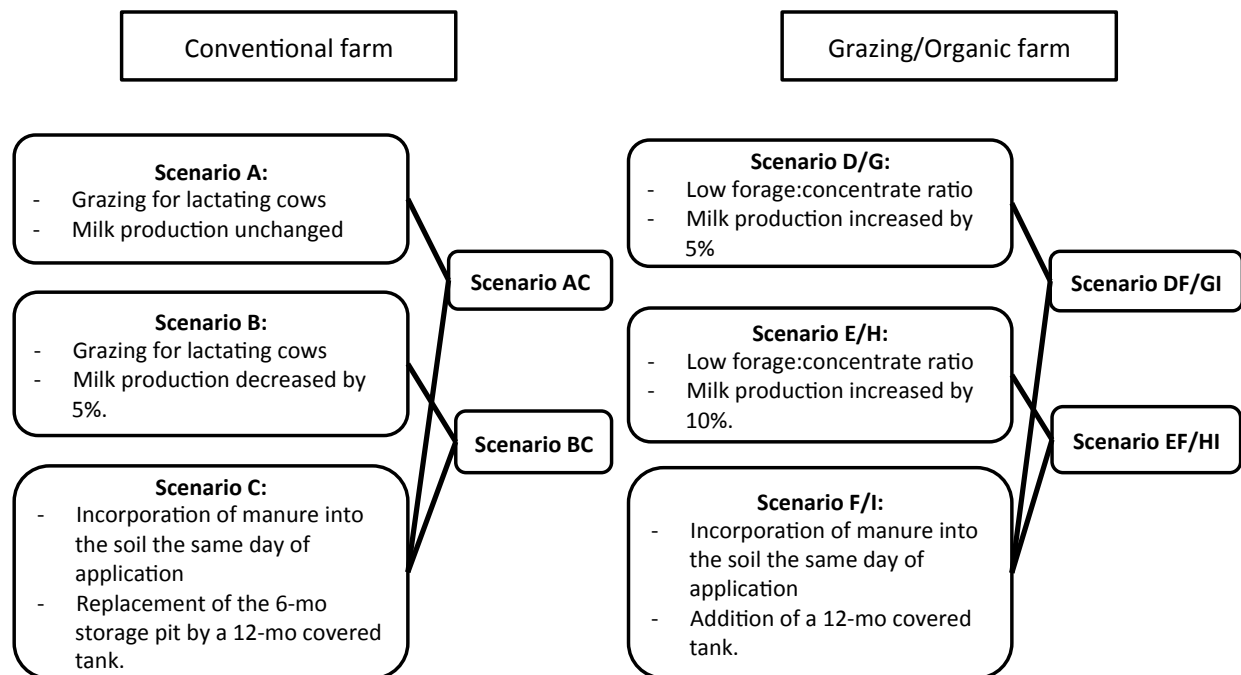 Conventional farm
Scenario A:
- Grazing for lactating cows
- Milk production unchanged
Scenario B:
- Grazing for lactating cows
- Milk production decreased by
5%.
Scenario C:
- Incorporation of manure into
the soil the same day of
application
- Replacement of the 6-mo
storage pit by a 12-mo covered
tank.
Scenario AC
Scenario BC
Grazing/Organic farm
Scenario D/G:
- Low forage:concentrate ratio
- Milk production increased by
5%
Scenario E/H:
- Low forage:concentrate ratio
- Milk production increased by
10%.
Scenario F/I:
- Incorporation of manure into
the soil the same day of
application
- Addition of a 12-mo covered
tank.
Scenario DF/GI
Scenario EF/HI